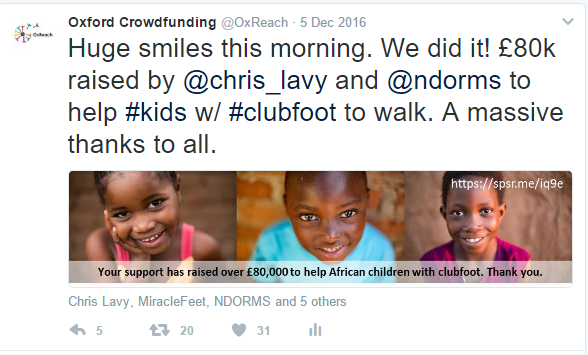 OxReach
Oxford Crowdfunding @OxReach · 5 Dec 2016
Huge smiles this morning. We did it! £80k
raised by @chris_lavy and @ndorms to
help #kids w/ #clubfoot to walk. A massive
thanks to all.
https://spsr.me/iq9e
Your support has raised over £80,000 to help African children with clubfoot. Thank you.
Chris Lavy, MiracleFeet, NDORMS and 5 others
5 20 31